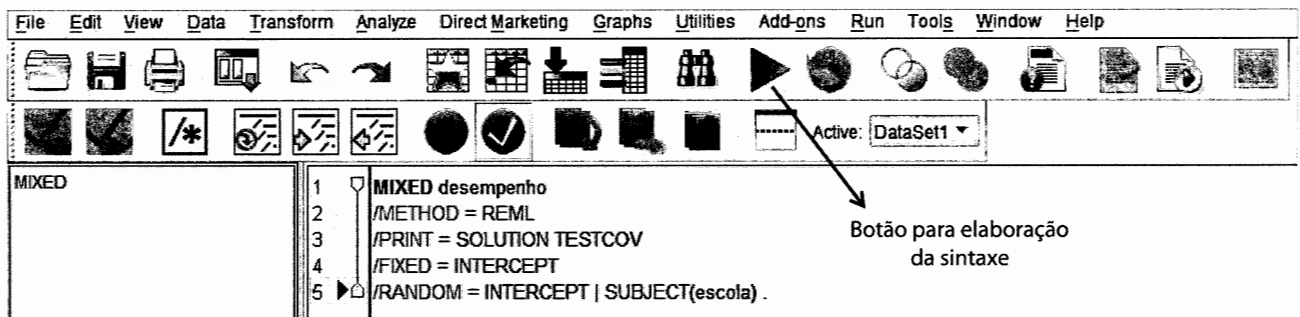 File Edit View Data Transform Analyze Direct Marketing Graphs Utilities Add-ons Run Tools Window Help
/*
Active: DataSet1
MIXED
1 MIXED desempenho
2 /METHOD = REML
3 /PRINT = SOLUTION TESTCOV
4 /FIXED = INTERCEPT
5 /RANDOM = INTERCEPT | SUBJECT(escola) .
Botão para elaboração
da sintaxe